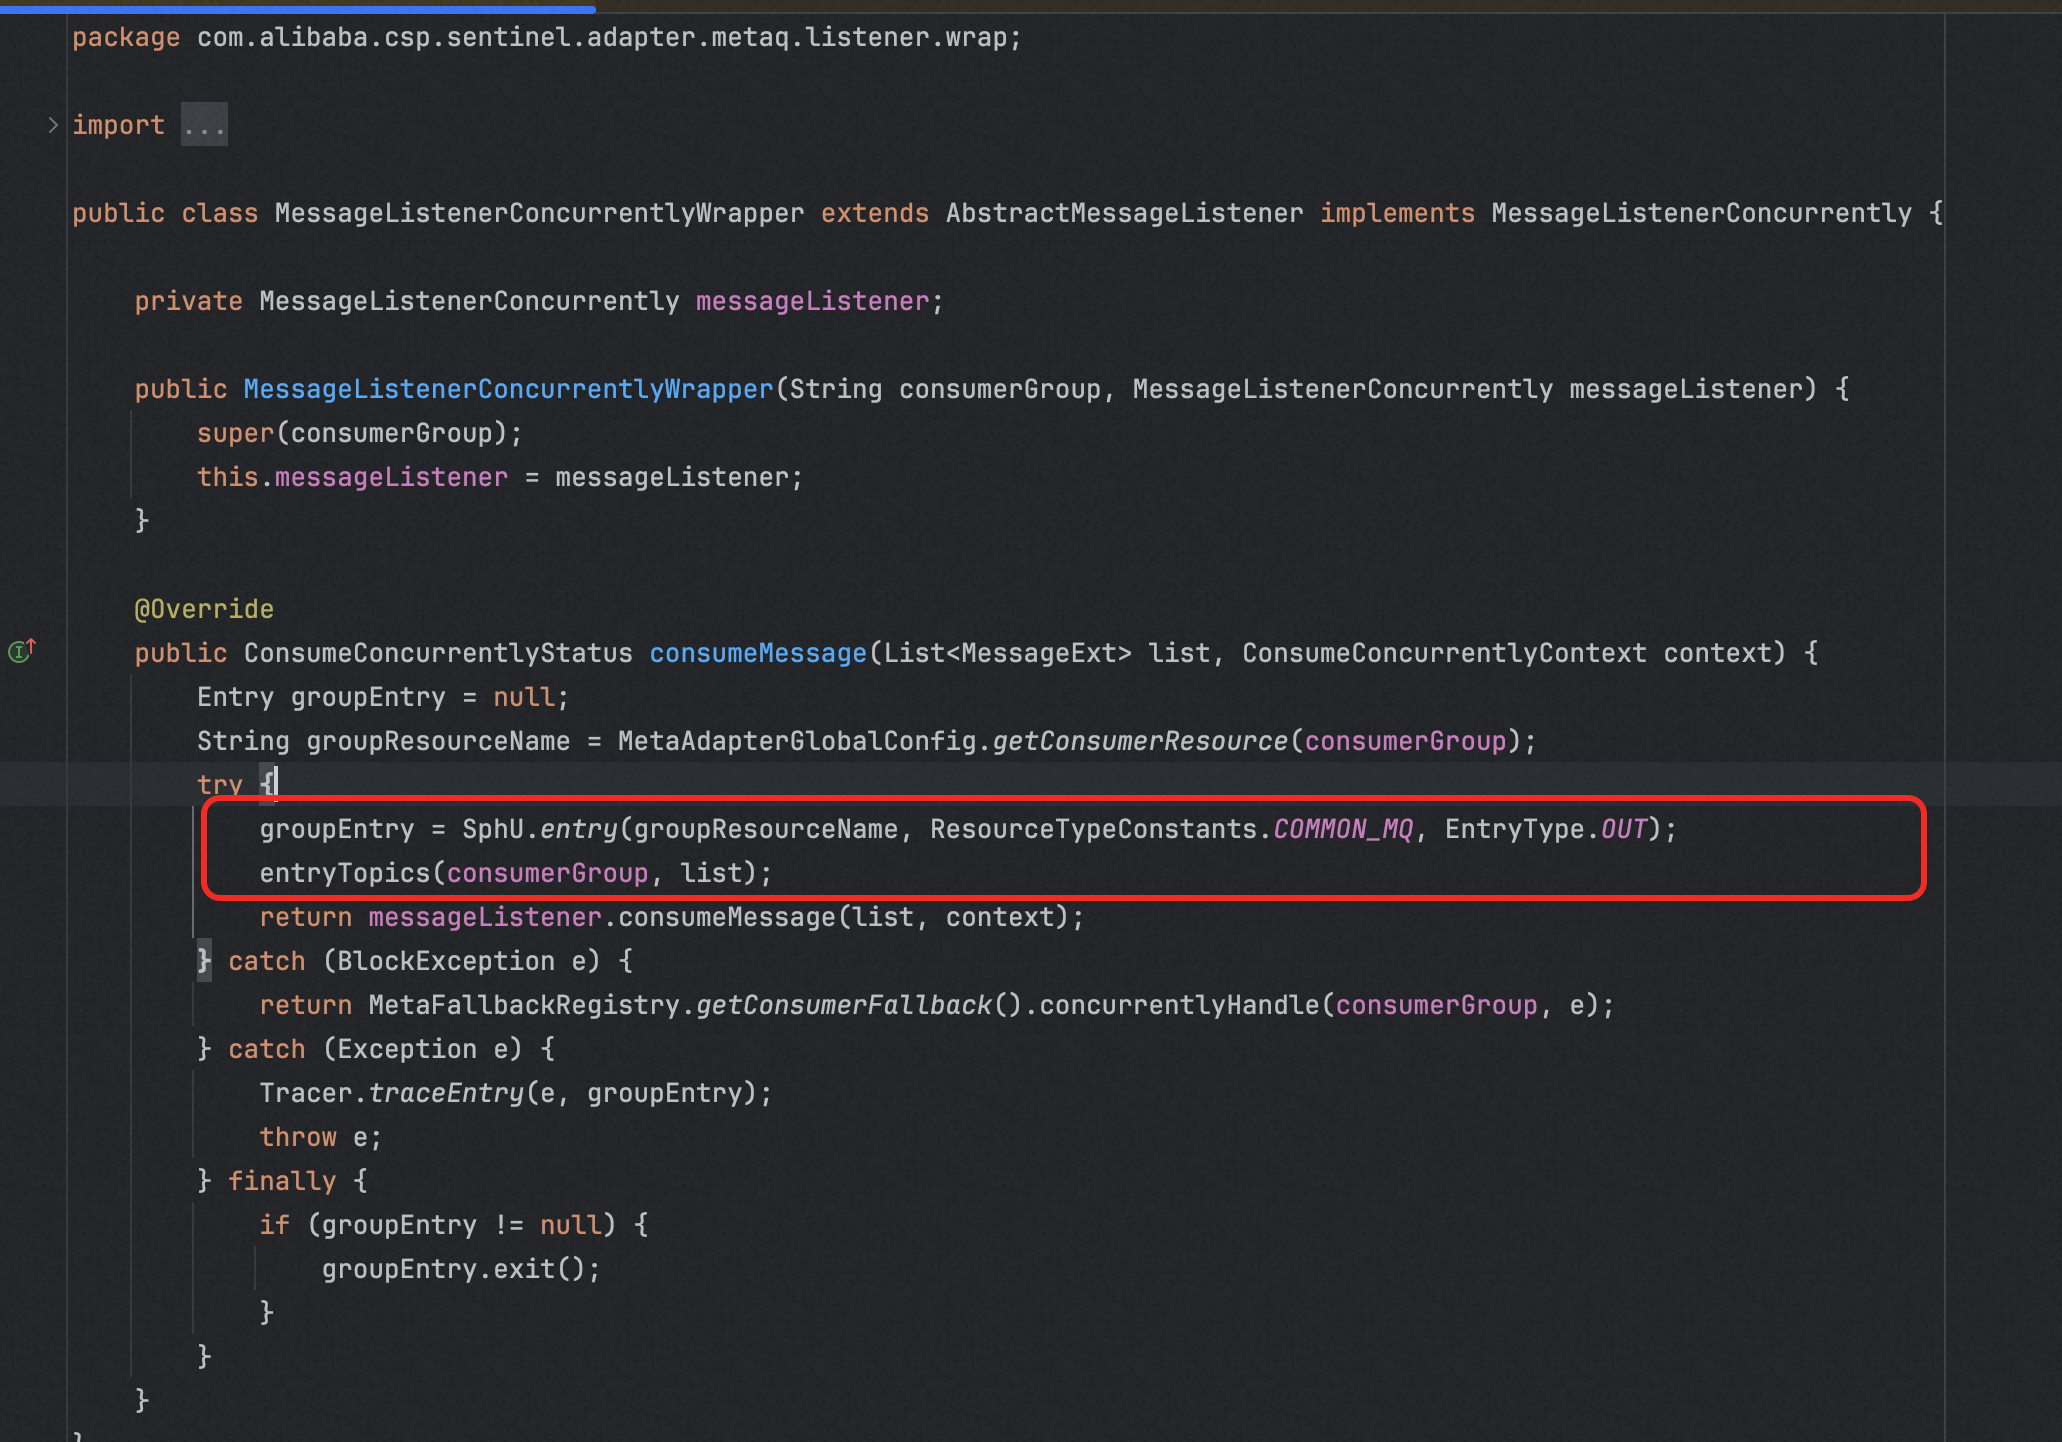 package com.alibaba.csp.sentinel.adapter.metaq.listener.wrap;
import ...
public class MessageListenerConcurrentlyWrapper extends AbstractMessageListener implements MessageListenerConcurrently {
private MessageListenerConcurrently messageListener;
public MessageListenerConcurrentlyWrapper(String consumerGroup, MessageListenerConcurrently messageListener) {
super(consumerGroup);
this.messageListener = messageListener;
}
@Override
public ConsumeConcurrentlyStatus consumeMessage(List<MessageExt> list, ConsumeConcurrentlyContext context) {
Entry groupEntry = null;
String groupResourceName = MetaAdapterGlobalConfig.getConsumerResource(consumerGroup);
try {
groupEntry = SphU.entry(groupResourceName, ResourceTypeConstants.COMMON_MQ, EntryType.OUT);
entryTopics(consumerGroup, list);
return messageListener.consumeMessage(list, context);
} catch (BlockException e) {
return MetaFallbackRegistry.getConsumerFallback().concurrentlyHandle(consumerGroup, e);
} catch (Exception e) {
Tracer.traceEntry(e, groupEntry);
throw e;
} finally {
if (groupEntry != null) {
groupEntry.exit();
}
}
}
}